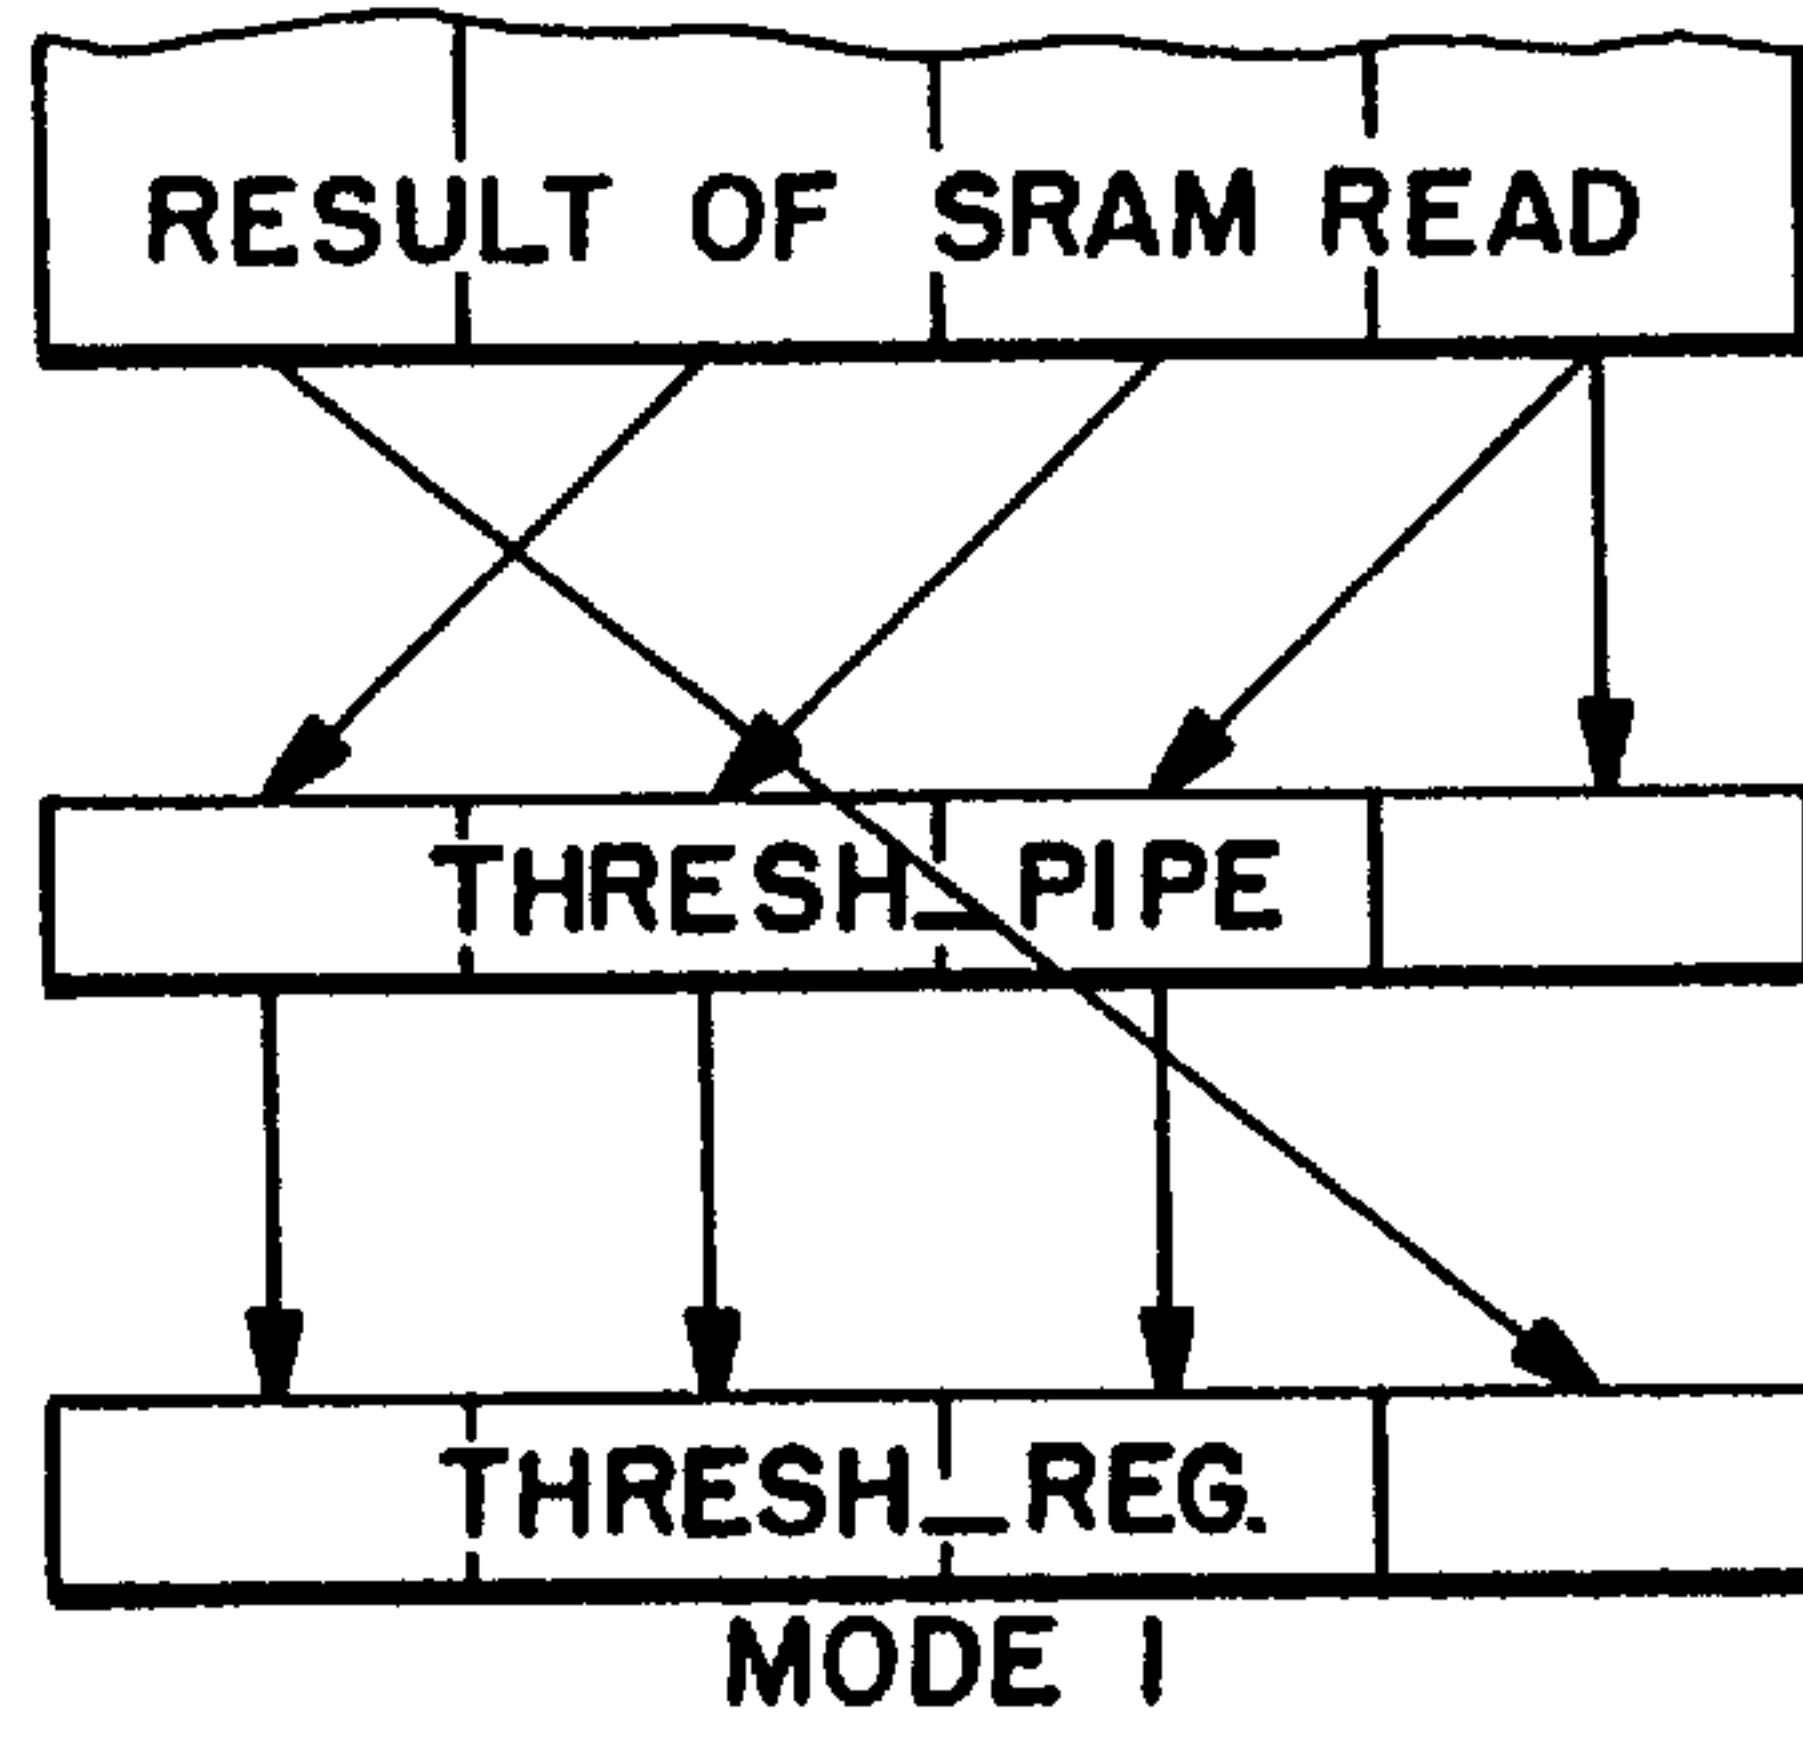 RESULT OF SRAM READ
THRESH_PIPE
THRESH_REG.
MODE 1